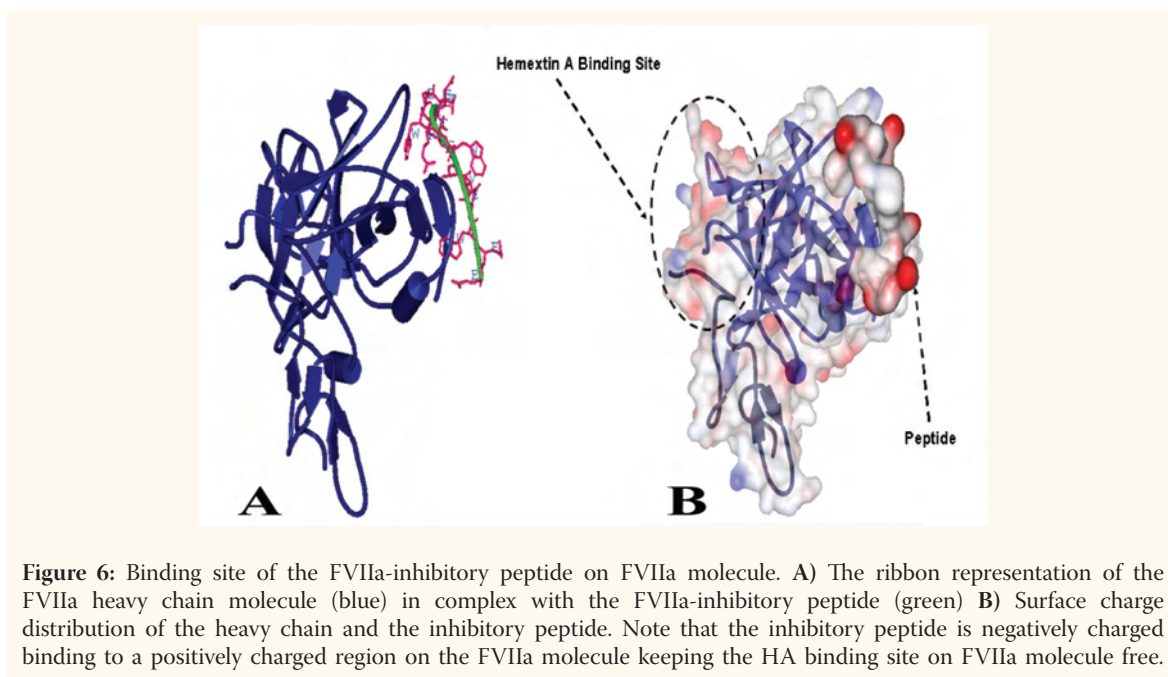 Hemextin A Binding Site
Peptide
A
B
Figure 6: Binding site of the FVIIa-inhibitory peptide on FVIIa molecule. A) The ribbon representation of the
FVIIa heavy chain molecule (blue) in complex with the FVIIa-inhibitory peptide (green) B) Surface charge
distribution of the heavy chain and the inhibitory peptide. Note that the inhibitory peptide is negatively charged
binding to a positively charged region on the FVIIa molecule keeping the HA binding site on FVIIa molecule free.